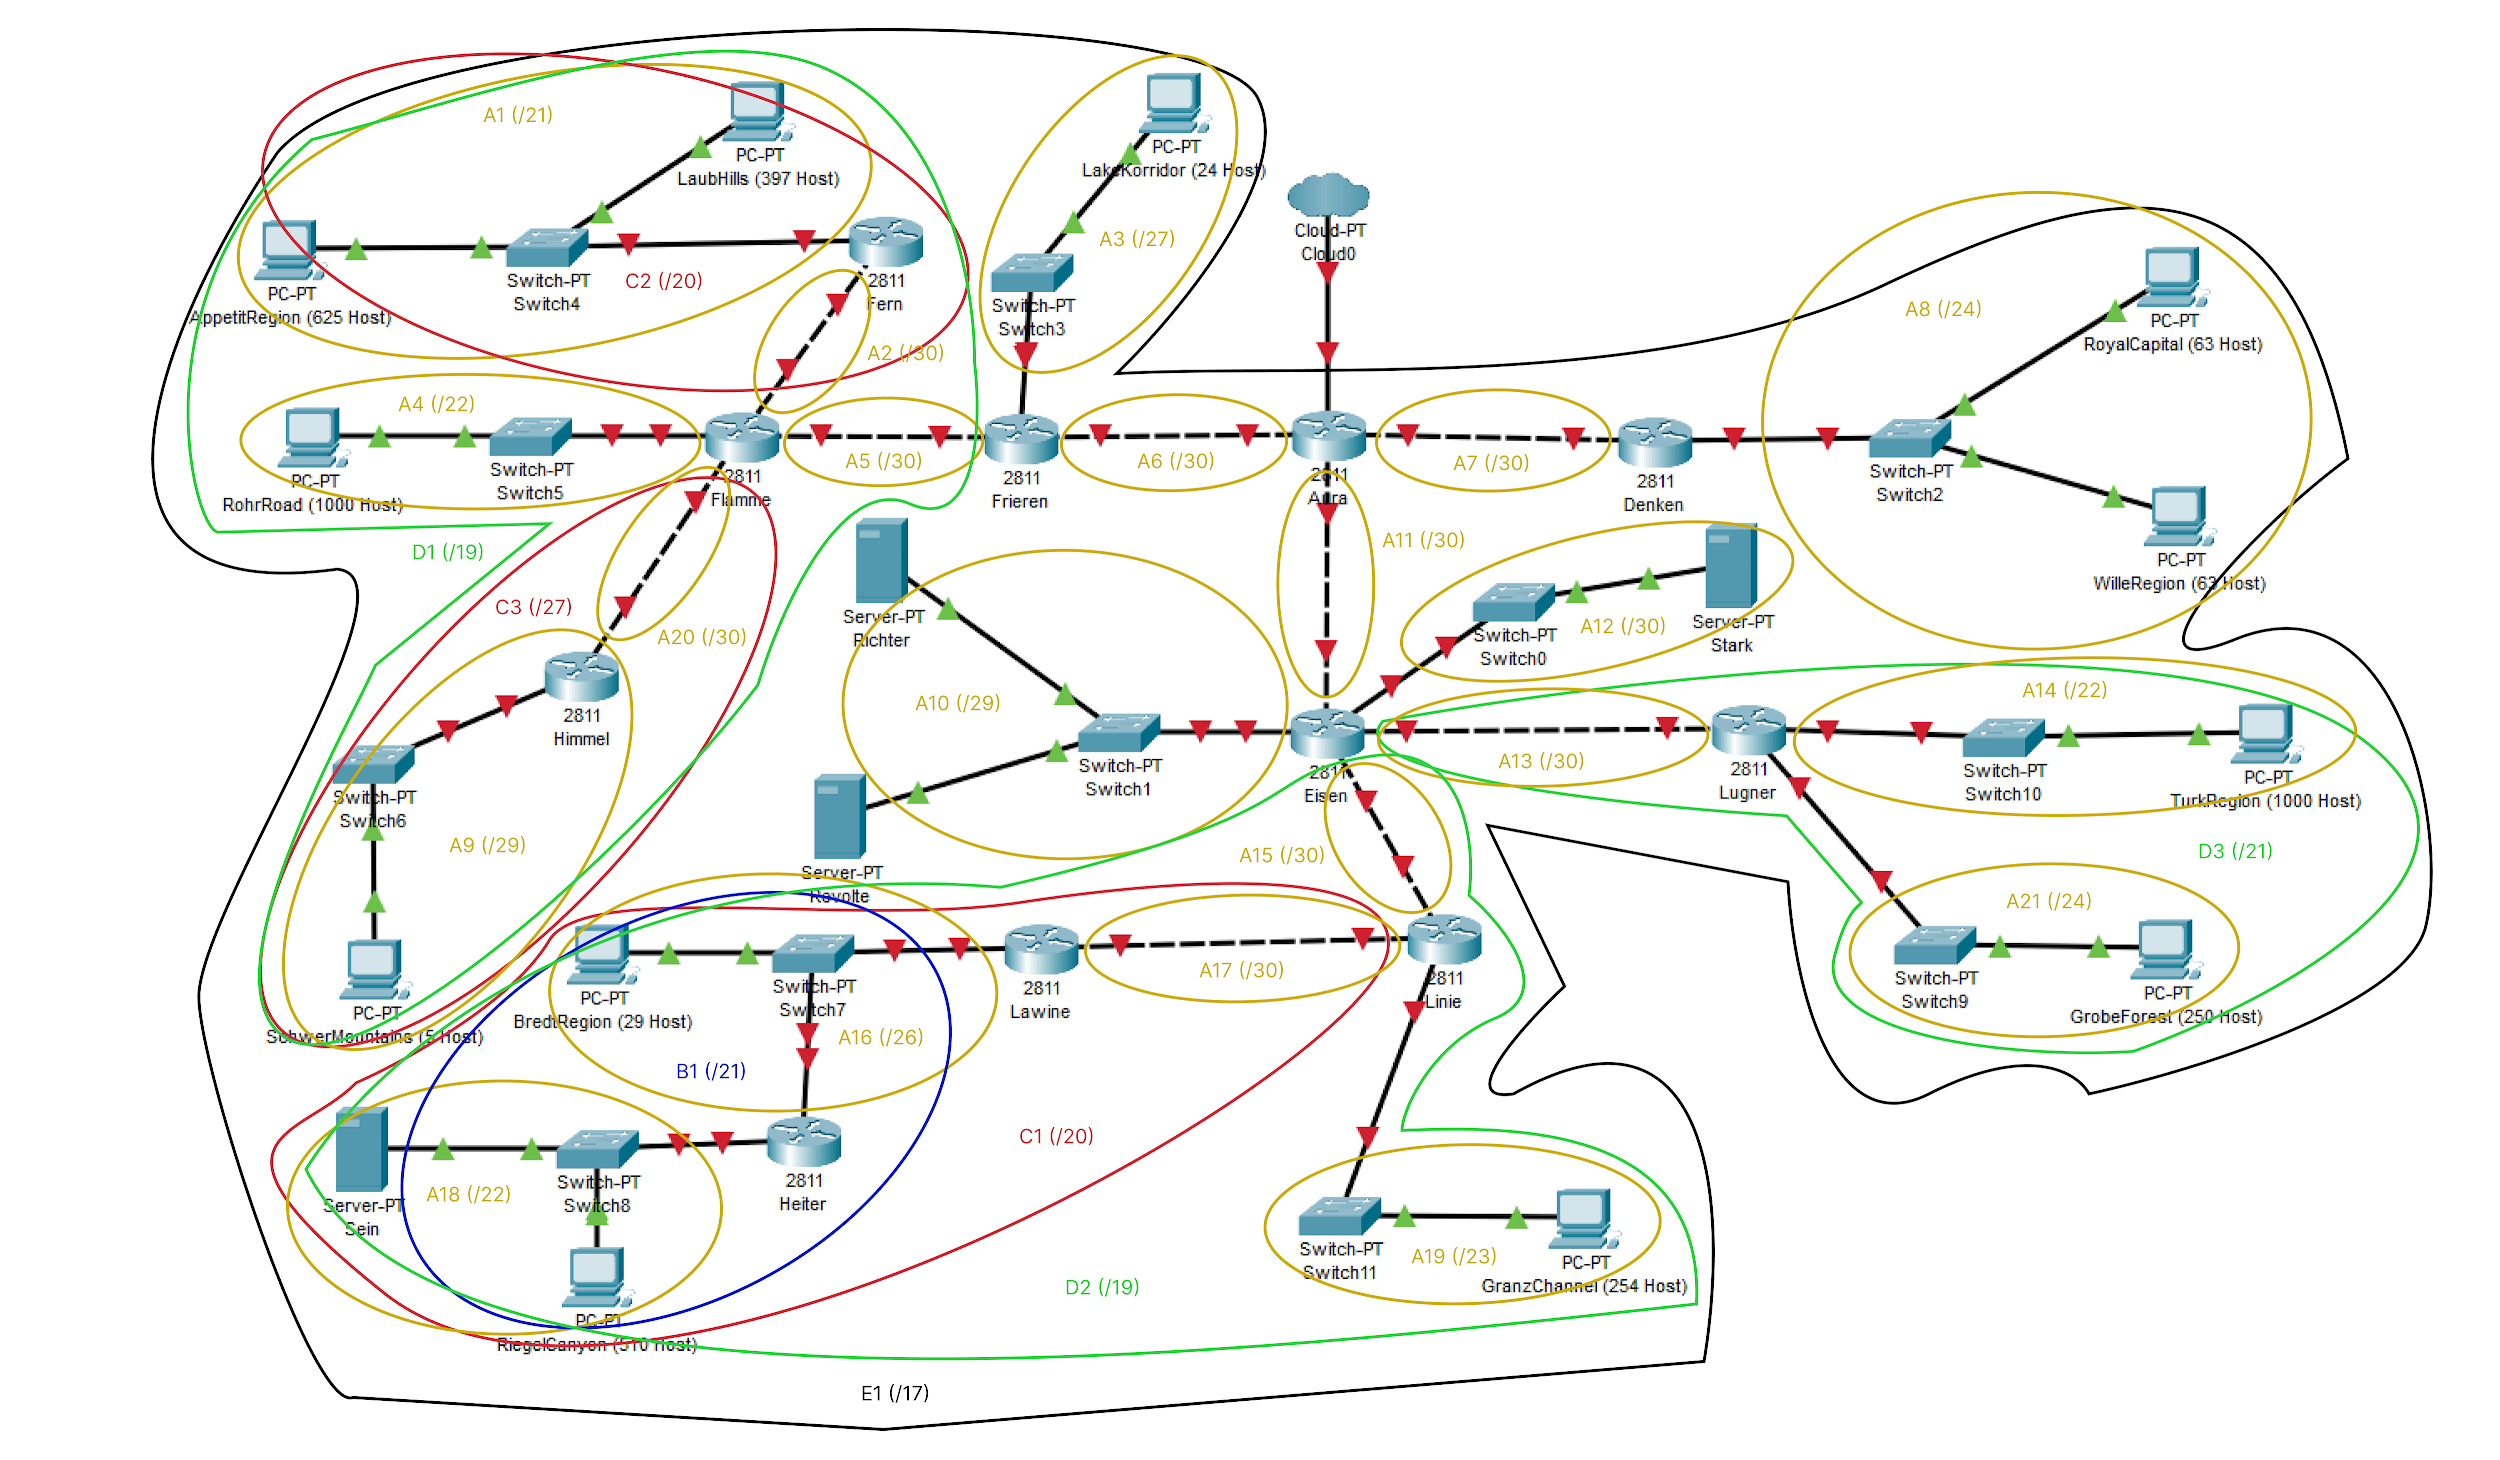 A1 (/21)
PC-PT
LaubHills (397 Host)
PC-PT
LakeKorridor (24 Host)
A3 (/27)
Switch-PT
Switch3
Cloud-PT
Cloud0
PC-PT
AppetitRegion (625 Host)
Switch-PT
Switch4
C2 (/20)
2811
Fern
A2 (/30)
A8 (/24)
PC-PT
RoyalCapital (63 Host)
A4 (/22)
PC-PT
RohrRoad (1000 Host)
Switch-PT
Switch5
2811
Flamme
A5 (/30)
2811
Frieren
A6 (/30)
2811
Aura
A7 (/30)
2811
Denken
Switch-PT
Switch2
PC-PT
WilleRegion (63 Host)
D1 (/19)
C3 (/27)
A20 (/30)
Server-PT
Richter
A11 (/30)
Switch-PT
Switch0
A12 (/30)
Server-PT
Stark
2811
Himmel
A10 (/29)
Switch-PT
Switch1
2811
Eisen
A13 (/30)
2811
Lugner
A14 (/22)
Switch-PT
Switch10
PC-PT
TurkRegion (1000 Host)
Switch-PT
Switch6
A9 (/29)
Server-PT
Revolte
A15 (/30)
D3 (/21)
A21 (/24)
Switch-PT
Switch9
PC-PT
GrobeForest (250 Host)
PC-PT
SchwerMountains (5 Host)
PC-PT
BredtRegion (29 Host)
Switch-PT
Switch7
A16 (/26)
B1 (/21)
2811
Lawine
A17 (/30)
2811
Linie
C1 (/20)
Server-PT
Sein
A18 (/22)
Switch-PT
Switch8
2811
Heiter
PC-PT
RiegelCanyon (510 Host)
D2 (/19)
Switch-PT
Switch11
A19 (/23)
PC-PT
GranzChannel (254 Host)
E1 (/17)